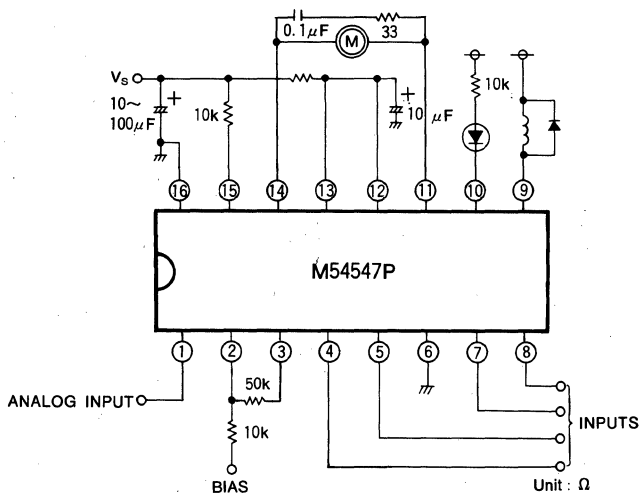 0.1μF
M
33
Vs
+
10~
100μF
10k
+
10 μF
10k
16 15 14 13 12 11 10 9
M54547P
1 2 3 4 5 6 7 8
50k
ANALOG INPUT
10k
INPUTS
BIAS
Unit : Ω